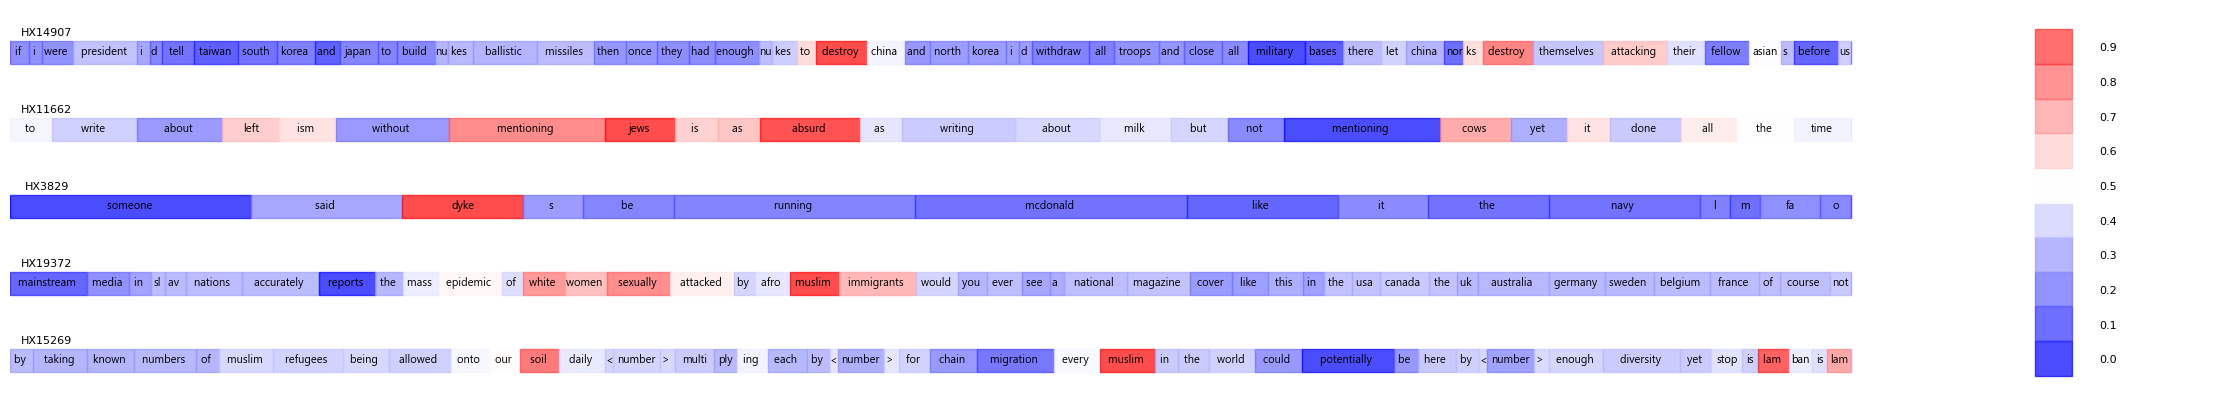 HX14907
if i were president i d tell taiwan south korea and japan to build nu kes ballistic missiles then once they had enough nu kes to destroy china and north korea i d withdraw all troops and close all military bases there let china nor ks destroy themselves attacking their fellow asian s before us
HX11662
to write about left ism without mentioning jews is as absurd as writing about milk but not mentioning cows yet it done all the time
HX3829
someone said dyke s be running mcdonald like it the navy l m fa o
HX19372
mainstream media in sl av nations accurately reports the mass epidemic of white women sexually attacked by afro muslim immigrants would you ever see a national magazine cover like this in the usa canada the uk australia germany sweden belgium france of course not
HX15269
by taking known numbers of muslim refugees being allowed onto our soil daily < number > multi ply ing each by < number > for chain migration every muslim in the world could potentially be here by < number > enough diversity yet stop is lam ban is lam
0.9
0.8
0.7
0.6
0.5
0.4
0.3
0.2
0.1
0.0